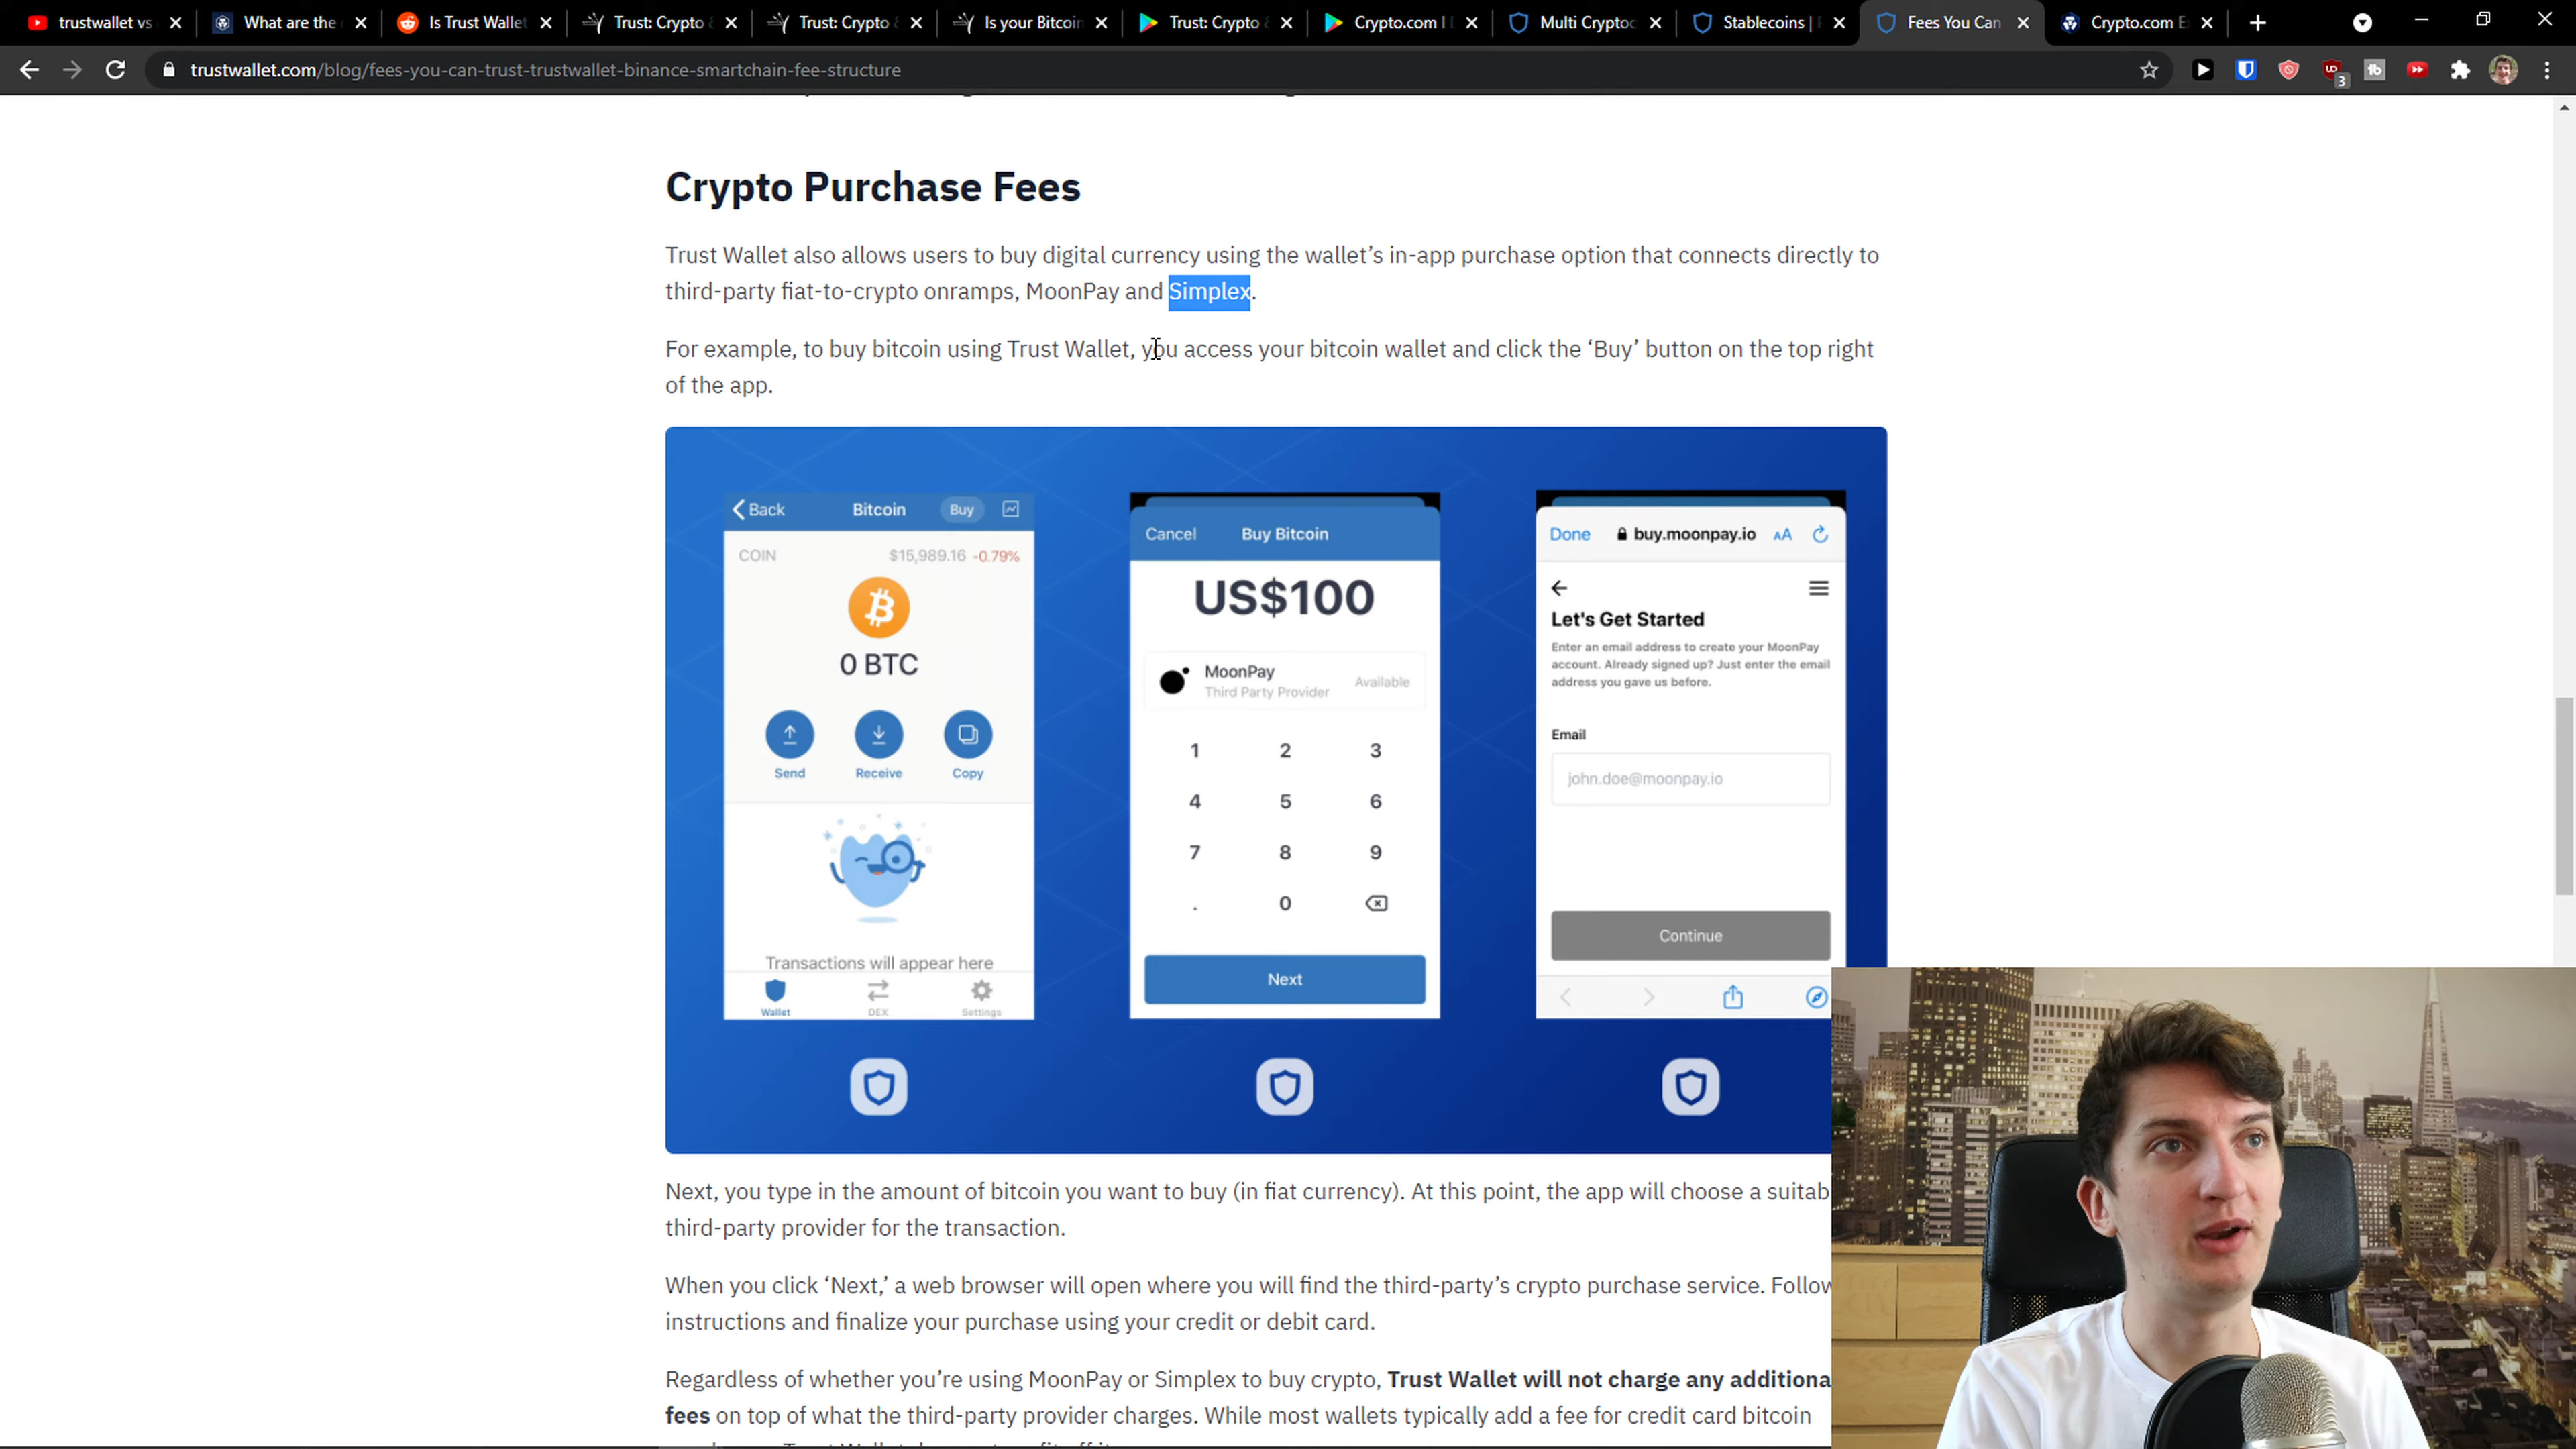 trustwallet vs
What are the
Is Trust Wallet
Trust: Crypto &
Trust: Crypto &
Is your Bitcoin
Trust: Crypto &
Crypto.com I
Multi Cryptoc
Stablecoins |
Fees You Can
Crypto.com E
trustwallet.com/blog/fees-you-can-trust-trustwallet-binance-smartchain-fee-structure
3
Crypto Purchase Fees
Trust Wallet also allows users to buy digital currency using the wallet’s in-app purchase option that connects directly to
third-party fiat-to-crypto onramps, MoonPay and Simplex.
For example, to buy bitcoin using Trust Wallet, you access your bitcoin wallet and click the ‘Buy’ button on the top right
of the app.
Back Bitcoin Buy
COIN $15,989.16 -0.79%
0 BTC
Send Receive Copy
Transactions will appear here
Wallet DEX Settings
Cancel Buy Bitcoin
US$100
MoonPay
Third Party Provider Available
1 2 3
4 5 6
7 8 9
. 0
Next
Done buy.moonpay.io AA
Let's Get Started
Enter an email address to create your MoonPay
account. Already signed up? Just enter the email
address you gave us before.
Email
john.doe@moonpay.io
Continue
Next, you type in the amount of bitcoin you want to buy (in fiat currency). At this point, the app will choose a suitab
third-party provider for the transaction.
When you click ‘Next,’ a web browser will open where you will find the third-party’s crypto purchase service. Follow
instructions and finalize your purchase using your credit or debit card.
Regardless of whether you’re using MoonPay or Simplex to buy crypto, Trust Wallet will not charge any additiona
fees on top of what the third-party provider charges. While most wallets typically add a fee for credit card bitcoin